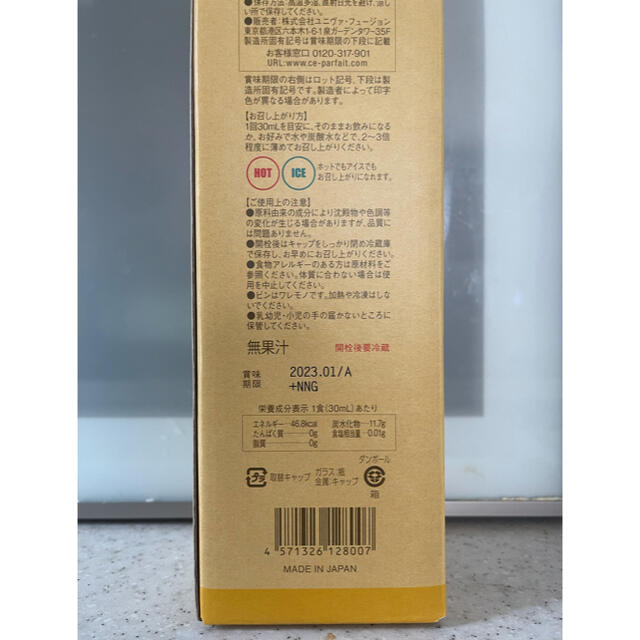 ●保存方法:高温多湿、直射日光を避け、涼し
い所で保存してください。
●販売者:株式会社ユニヴァ・フュージョン
東京都港区六本木1-6-1泉ガーデンタワー35F
製造所固有記号は賞味期限の下段に記載
お客様窓口 0120-317-901
URL:www.ce-parfait.com
賞味期限の右側はロット記号、下段は製
造所固有記号です。製造者によって印字
色が異なる場合があります。
【お召し上がり方】
1回30mLを目安に、そのままお飲みになる
か、お好みで水や炭酸水などで、2〜3倍
程度に薄めてお召し上がりください。
HOT ICE ホットでもアイスでも
お召し上がりになれます。
【ご使用上の注意】
●原料由来の成分により沈殿物や色調等
の変化が生じる場合がありますが、品質に
は問題ありません。
●開栓後はキャップをしっかり閉め冷蔵庫
で保存し、お早めにお召し上がりください。
●食物アレルギーのある方は原材料をご
参照ください。体質に合わない場合は使
用を中止してください。
●ビンはワレモノです。加熱や冷凍はしな
いでください。
●乳幼児・小児の手の届かないところに
保管してください。
無果汁 開栓後要冷蔵
賞味期限 2023.01/A
+NNG
栄養成分表示 1食(30mL)あたり
エネルギー…46.8kcal 炭水化物…11.7g
たんぱく質…0g 食塩相当量…0.01g
脂質…0g
ダンボール
プラ 取替キャップ ガラス:瓶
金属:キャップ 箱
4 571326 128007
MADE IN JAPAN